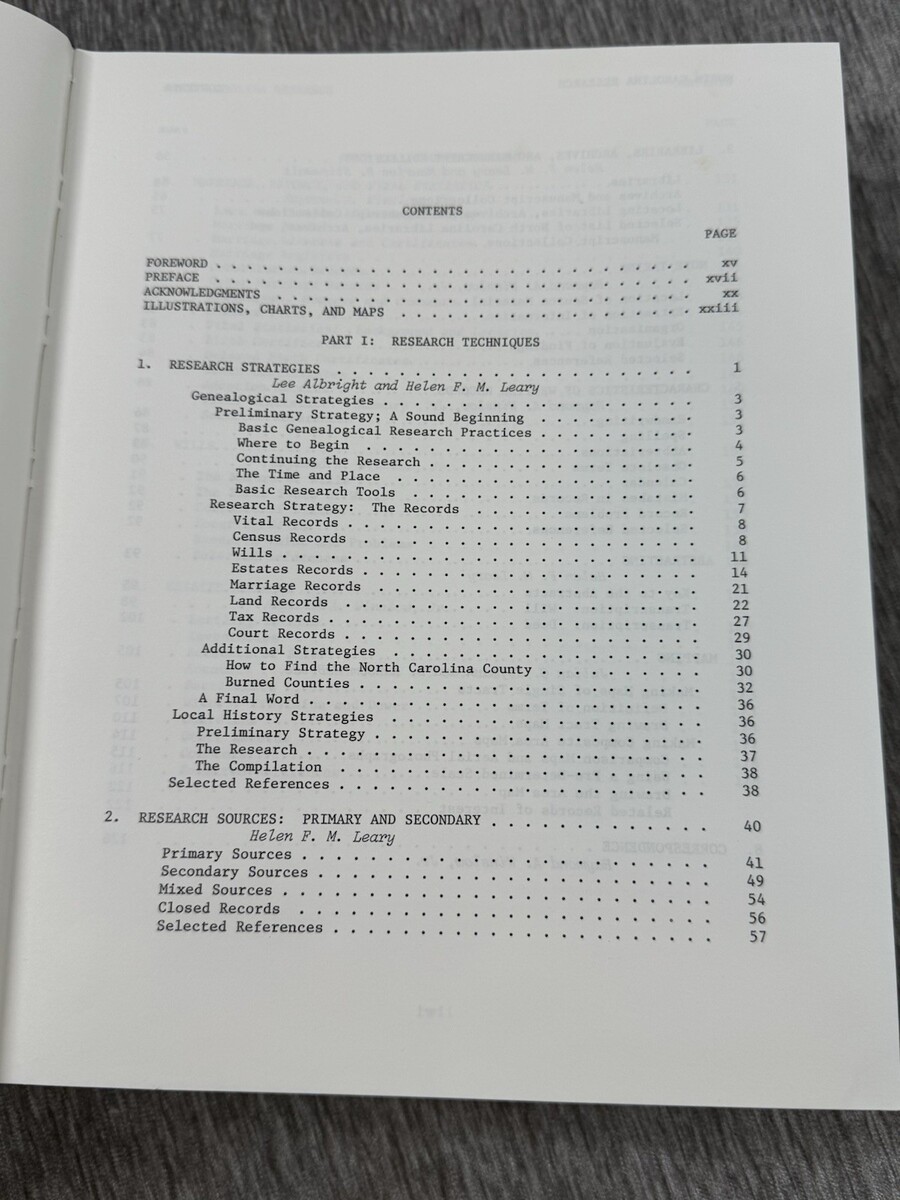 CONTENTS
PAGE
FOREWORD . . . . . . . . . . . . . . . . . . . . . . . . . . . . . xv
PREFACE . . . . . . . . . . . . . . . . . . . . . . . . . . . . . xvii
ACKNOWLEDGMENTS . . . . . . . . . . . . . . . . . . . . . . . . . xx
ILLUSTRATIONS, CHARTS, AND MAPS . . . . . . . . . . . . . . . . . xxiii
PART I: RESEARCH TECHNIQUES
1. RESEARCH STRATEGIES . . . . . . . . . . . . . . . . . . . . . . 1
Lee Albright and Helen F. M. Leary
Genealogical Strategies . . . . . . . . . . . . . . . . . . . . 3
Preliminary Strategy; A Sound Beginning . . . . . . . . . . . 3
Basic Genealogical Research Practices . . . . . . . . . . 3
Where to Begin . . . . . . . . . . . . . . . . . . . . . 4
Continuing the Research . . . . . . . . . . . . . . . . . 5
The Time and Place . . . . . . . . . . . . . . . . . . . 6
Basic Research Tools . . . . . . . . . . . . . . . . . . 6
Research Strategy: The Records . . . . . . . . . . . . . . 7
Vital Records . . . . . . . . . . . . . . . . . . . . . . 8
Census Records . . . . . . . . . . . . . . . . . . . . . 8
Wills . . . . . . . . . . . . . . . . . . . . . . . . . . 11
Estates Records . . . . . . . . . . . . . . . . . . . . . 14
Marriage Records . . . . . . . . . . . . . . . . . . . . 21
Land Records . . . . . . . . . . . . . . . . . . . . . . 22
Tax Records . . . . . . . . . . . . . . . . . . . . . . . 27
Court Records . . . . . . . . . . . . . . . . . . . . . . 29
Additional Strategies . . . . . . . . . . . . . . . . . . . 30
How to Find the North Carolina County . . . . . . . . . . 30
Burned Counties . . . . . . . . . . . . . . . . . . . . . 32
A Final Word . . . . . . . . . . . . . . . . . . . . . . . . 36
Local History Strategies . . . . . . . . . . . . . . . . . . . 36
Preliminary Strategy . . . . . . . . . . . . . . . . . . . . 36
The Research . . . . . . . . . . . . . . . . . . . . . . . . 37
The Compilation . . . . . . . . . . . . . . . . . . . . . . 38
Selected References . . . . . . . . . . . . . . . . . . . . . . 38
2. RESEARCH SOURCES: PRIMARY AND SECONDARY . . . . . . . . . . . . 40
Helen F. M. Leary
Primary Sources . . . . . . . . . . . . . . . . . . . . . . . . 41
Secondary Sources . . . . . . . . . . . . . . . . . . . . . . . 49
Mixed Sources . . . . . . . . . . . . . . . . . . . . . . . . . 54
Closed Records . . . . . . . . . . . . . . . . . . . . . . . . 56
Selected References . . . . . . . . . . . . . . . . . . . . . . 57